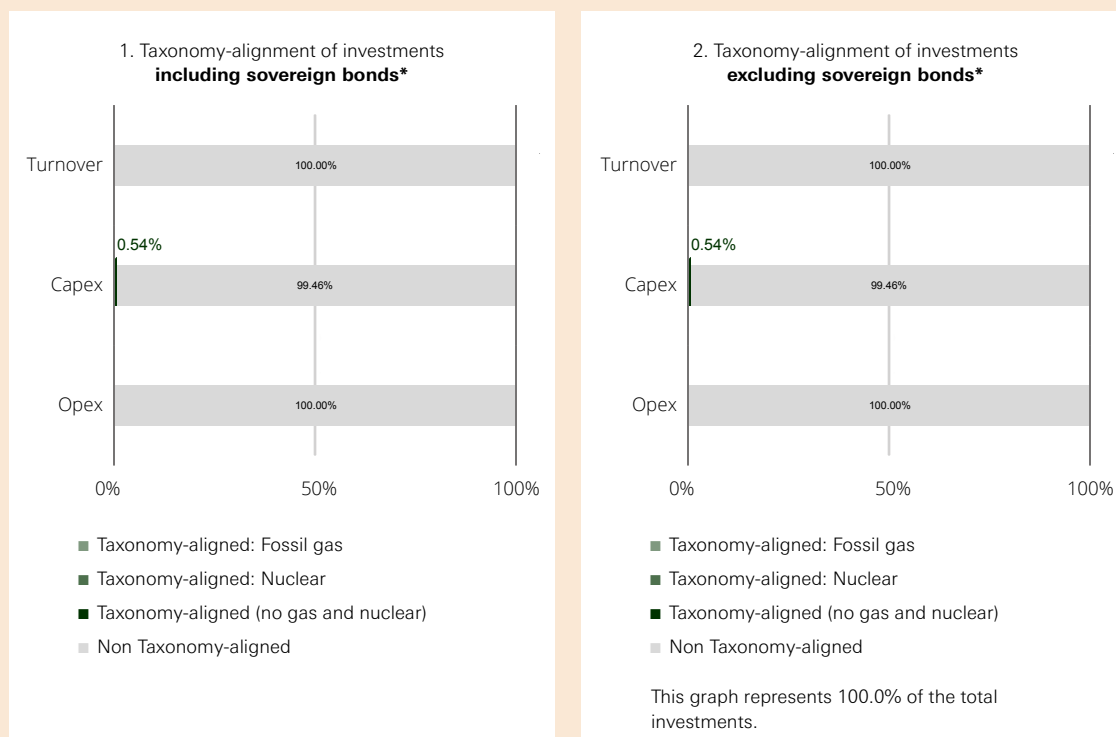 1. Taxonomy-alignment of investments
including sovereign bonds*
Turnover
100.00%
0.54%
Capex
99.46%
Opex
100.00%
0%
50%
100%
Taxonomy-aligned: Fossil gas
Taxonomy-aligned: Nuclear
Taxonomy-aligned (no gas and nuclear)
Non Taxonomy-aligned
2. Taxonomy-alignment of investments
excluding sovereign bonds*
Turnover
100.00%
0.54%
Capex
99.46%
Opex
100.00%
0%
50%
100%
Taxonomy-aligned: Fossil gas
Taxonomy-aligned: Nuclear
Taxonomy-aligned (no gas and nuclear)
Non Taxonomy-aligned
This graph represents 100.0% of the total
investments.